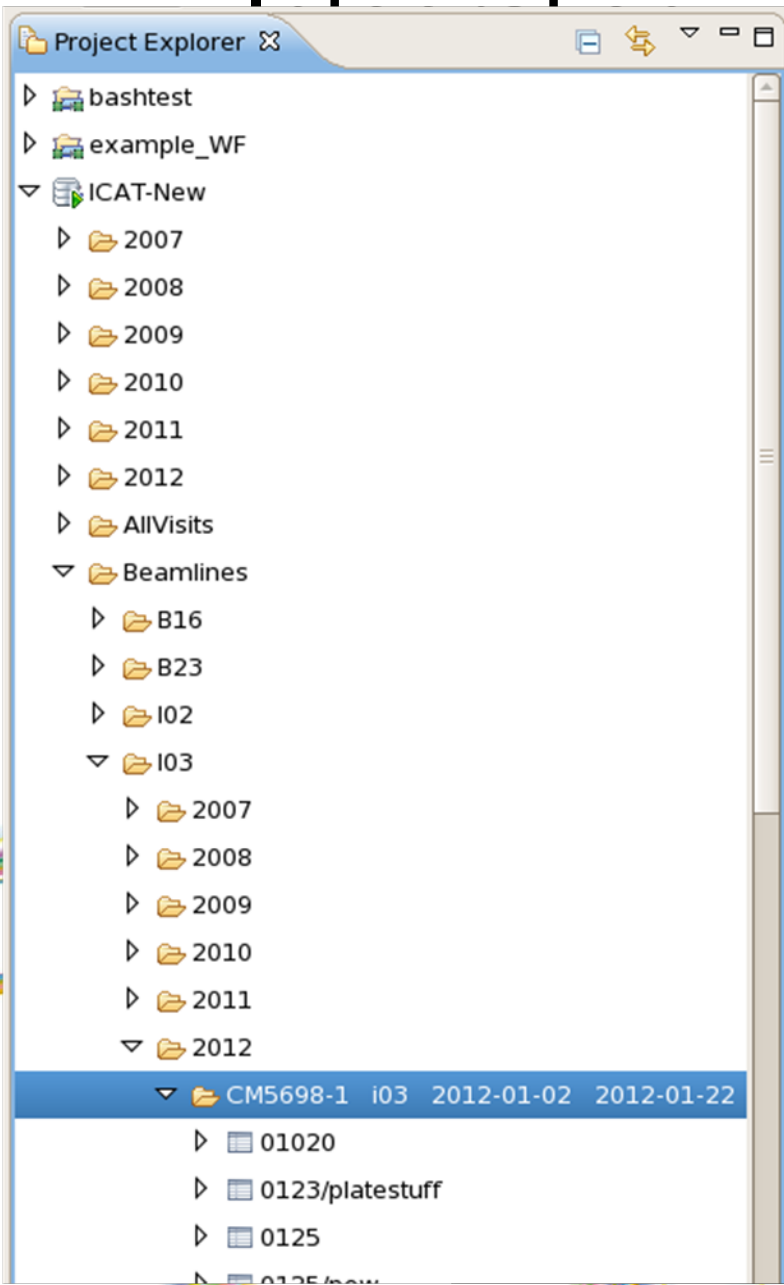 Project Explorer
bashtest
example_WF
ICAT-New
2007
2008
2009
2010
2011
2012
AllVisits
Beamlines
B16
B23
I02
I03
2007
2008
2009
2010
2011
2012
CM5698-1 i03 2012-01-02 2012-01-22
01020
0123/platestuff
0125